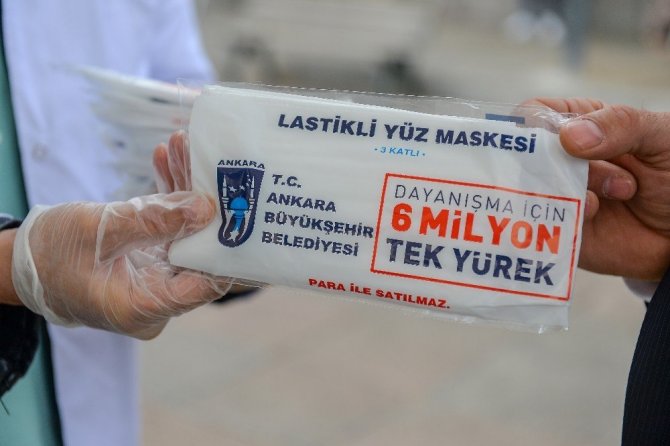 LASTİKLİ YÜZ MASKESİ
- 3 KATLI -
ANKARA
T.C.
ANKARA
BÜYÜKŞEHİR
BELEDİYESİ
DAYANIŞMA İÇİN
6 MİLYON
TEK YÜREK
PARA İLE SATILMAZ.